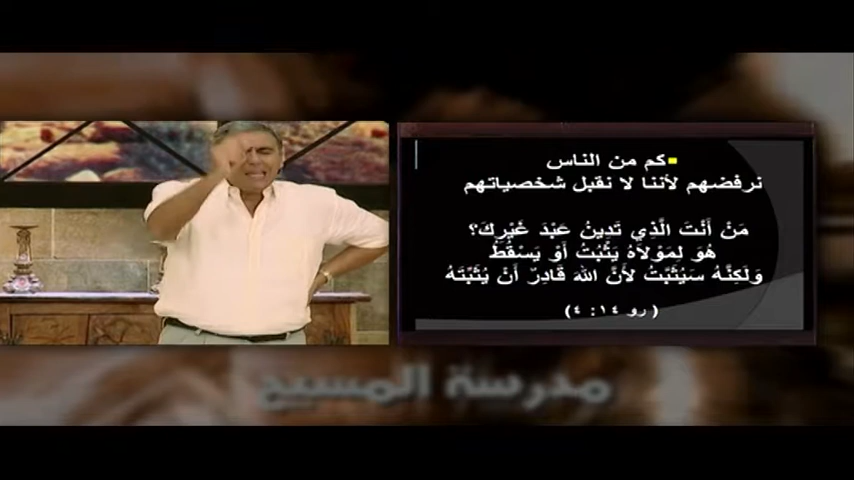 كم من الناس
نرفضهم لأننا لا نقبل شخصياتهم
مَنْ أَنْتَ الَّذِي تَدِينُ عَبْدَ غَيْرِكَ؟
هُوَ لِمَوْلاَهُ يَثْبُتُ أَوْ يَسْقُطُ
وَلَكِنَّهُ سَيُثَبَّتُ لأَنَّ اللهَ قَادِرٌ أَنْ يُثَبِّتَهُ
( رو ١٤: ٤)
مدرسة المسيح